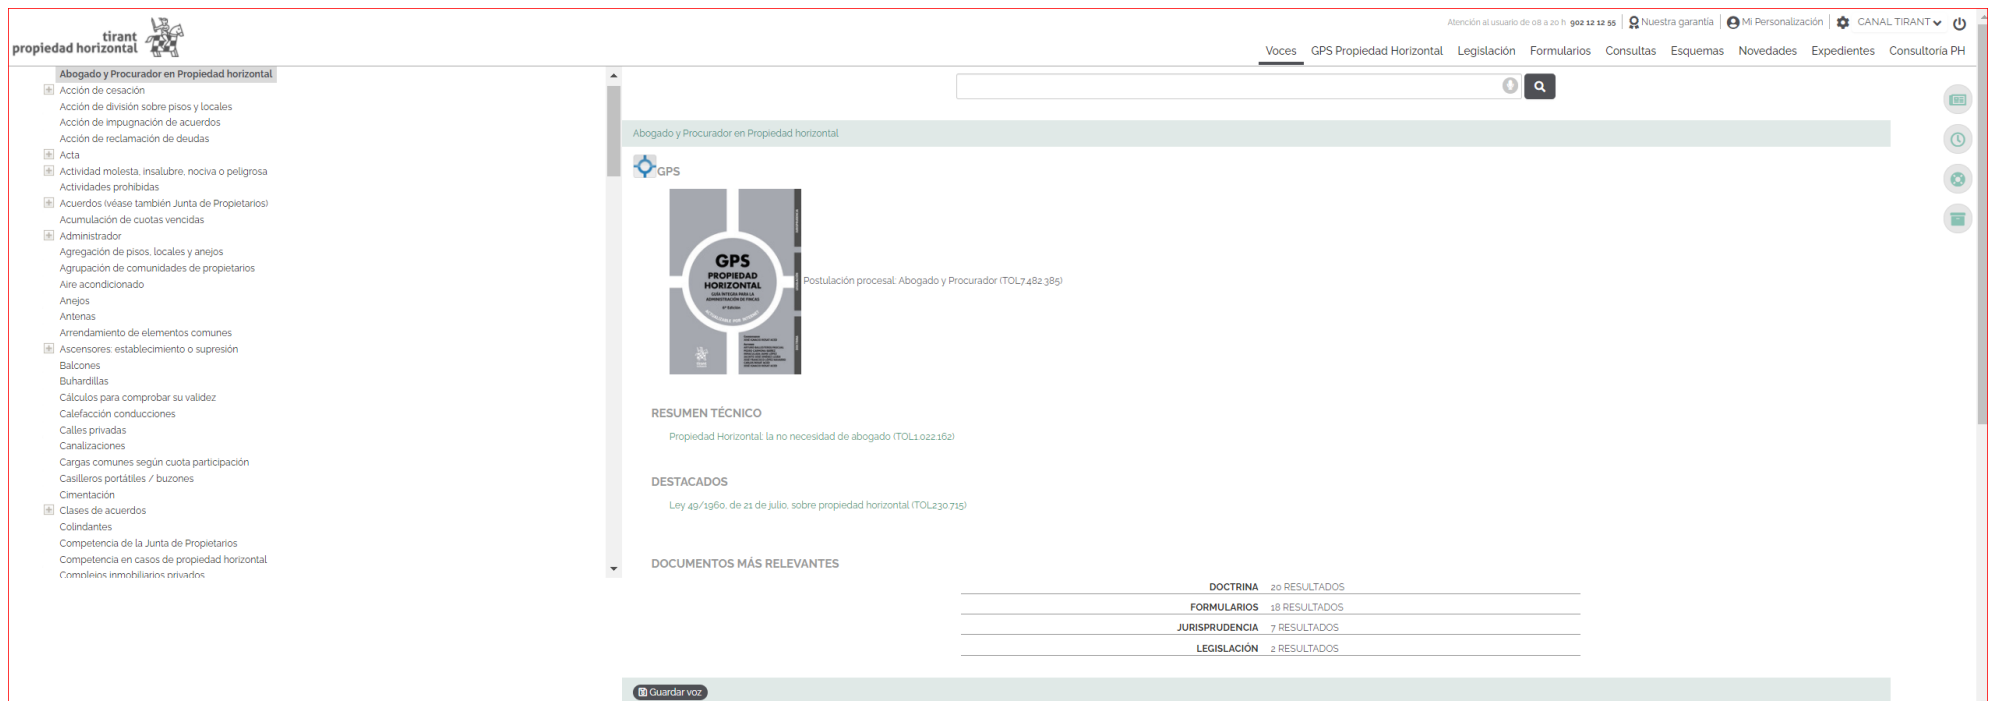 tirant
propiedad horizontal
Atención al usuario de 08 a 20 h 902 12 12 55
Nuestra garantía
Mi Personalización
CANAL TIRANT
Voces GPS Propiedad Horizontal Legislación Formularios Consultas Esquemas Novedades Expedientes Consultoría PH
Abogado y Procurador en Propiedad horizontal
Acción de cesación
Acción de división sobre pisos y locales
Acción de impugnación de acuerdos
Acción de reclamación de deudas
Acta
Actividad molesta, insalubre, nociva o peligrosa
Actividades prohibidas
Acuerdos (véase también Junta de Propietarios)
Acumulación de cuotas vencidas
Administrador
Agregación de pisos, locales y anejos
Agrupación de comunidades de propietarios
Aire acondicionado
Anejos
Antenas
Arrendamiento de elementos comunes
Ascensores: establecimiento o supresión
Balcones
Buhardillas
Cálculos para comprobar su validez
Calefacción conducciones
Calles privadas
Canalizaciones
Cargas comunes según cuota participación
Casilleros portátiles / buzones
Cimentación
Clases de acuerdos
Colindantes
Competencia de la Junta de Propietarios
Competencia en casos de propiedad horizontal
Complejos inmobiliarios privados
Abogado y Procurador en Propiedad horizontal
GPS
GPS
PROPIEDAD
HORIZONTAL
GUÍA ÍNTEGRA PARA LA
ADMINISTRACIÓN DE FINCAS
Postulación procesal: Abogado y Procurador (TOL7.482.385)
RESUMEN TÉCNICO
Propiedad Horizontal: la no necesidad de abogado (TOL1.022.162)
DESTACADOS
Ley 49/1960, de 21 de julio, sobre propiedad horizontal (TOL230.715)
DOCUMENTOS MÁS RELEVANTES
DOCTRINA 20 RESULTADOS
FORMULARIOS 18 RESULTADOS
JURISPRUDENCIA 7 RESULTADOS
LEGISLACIÓN 2 RESULTADOS
Guardar voz